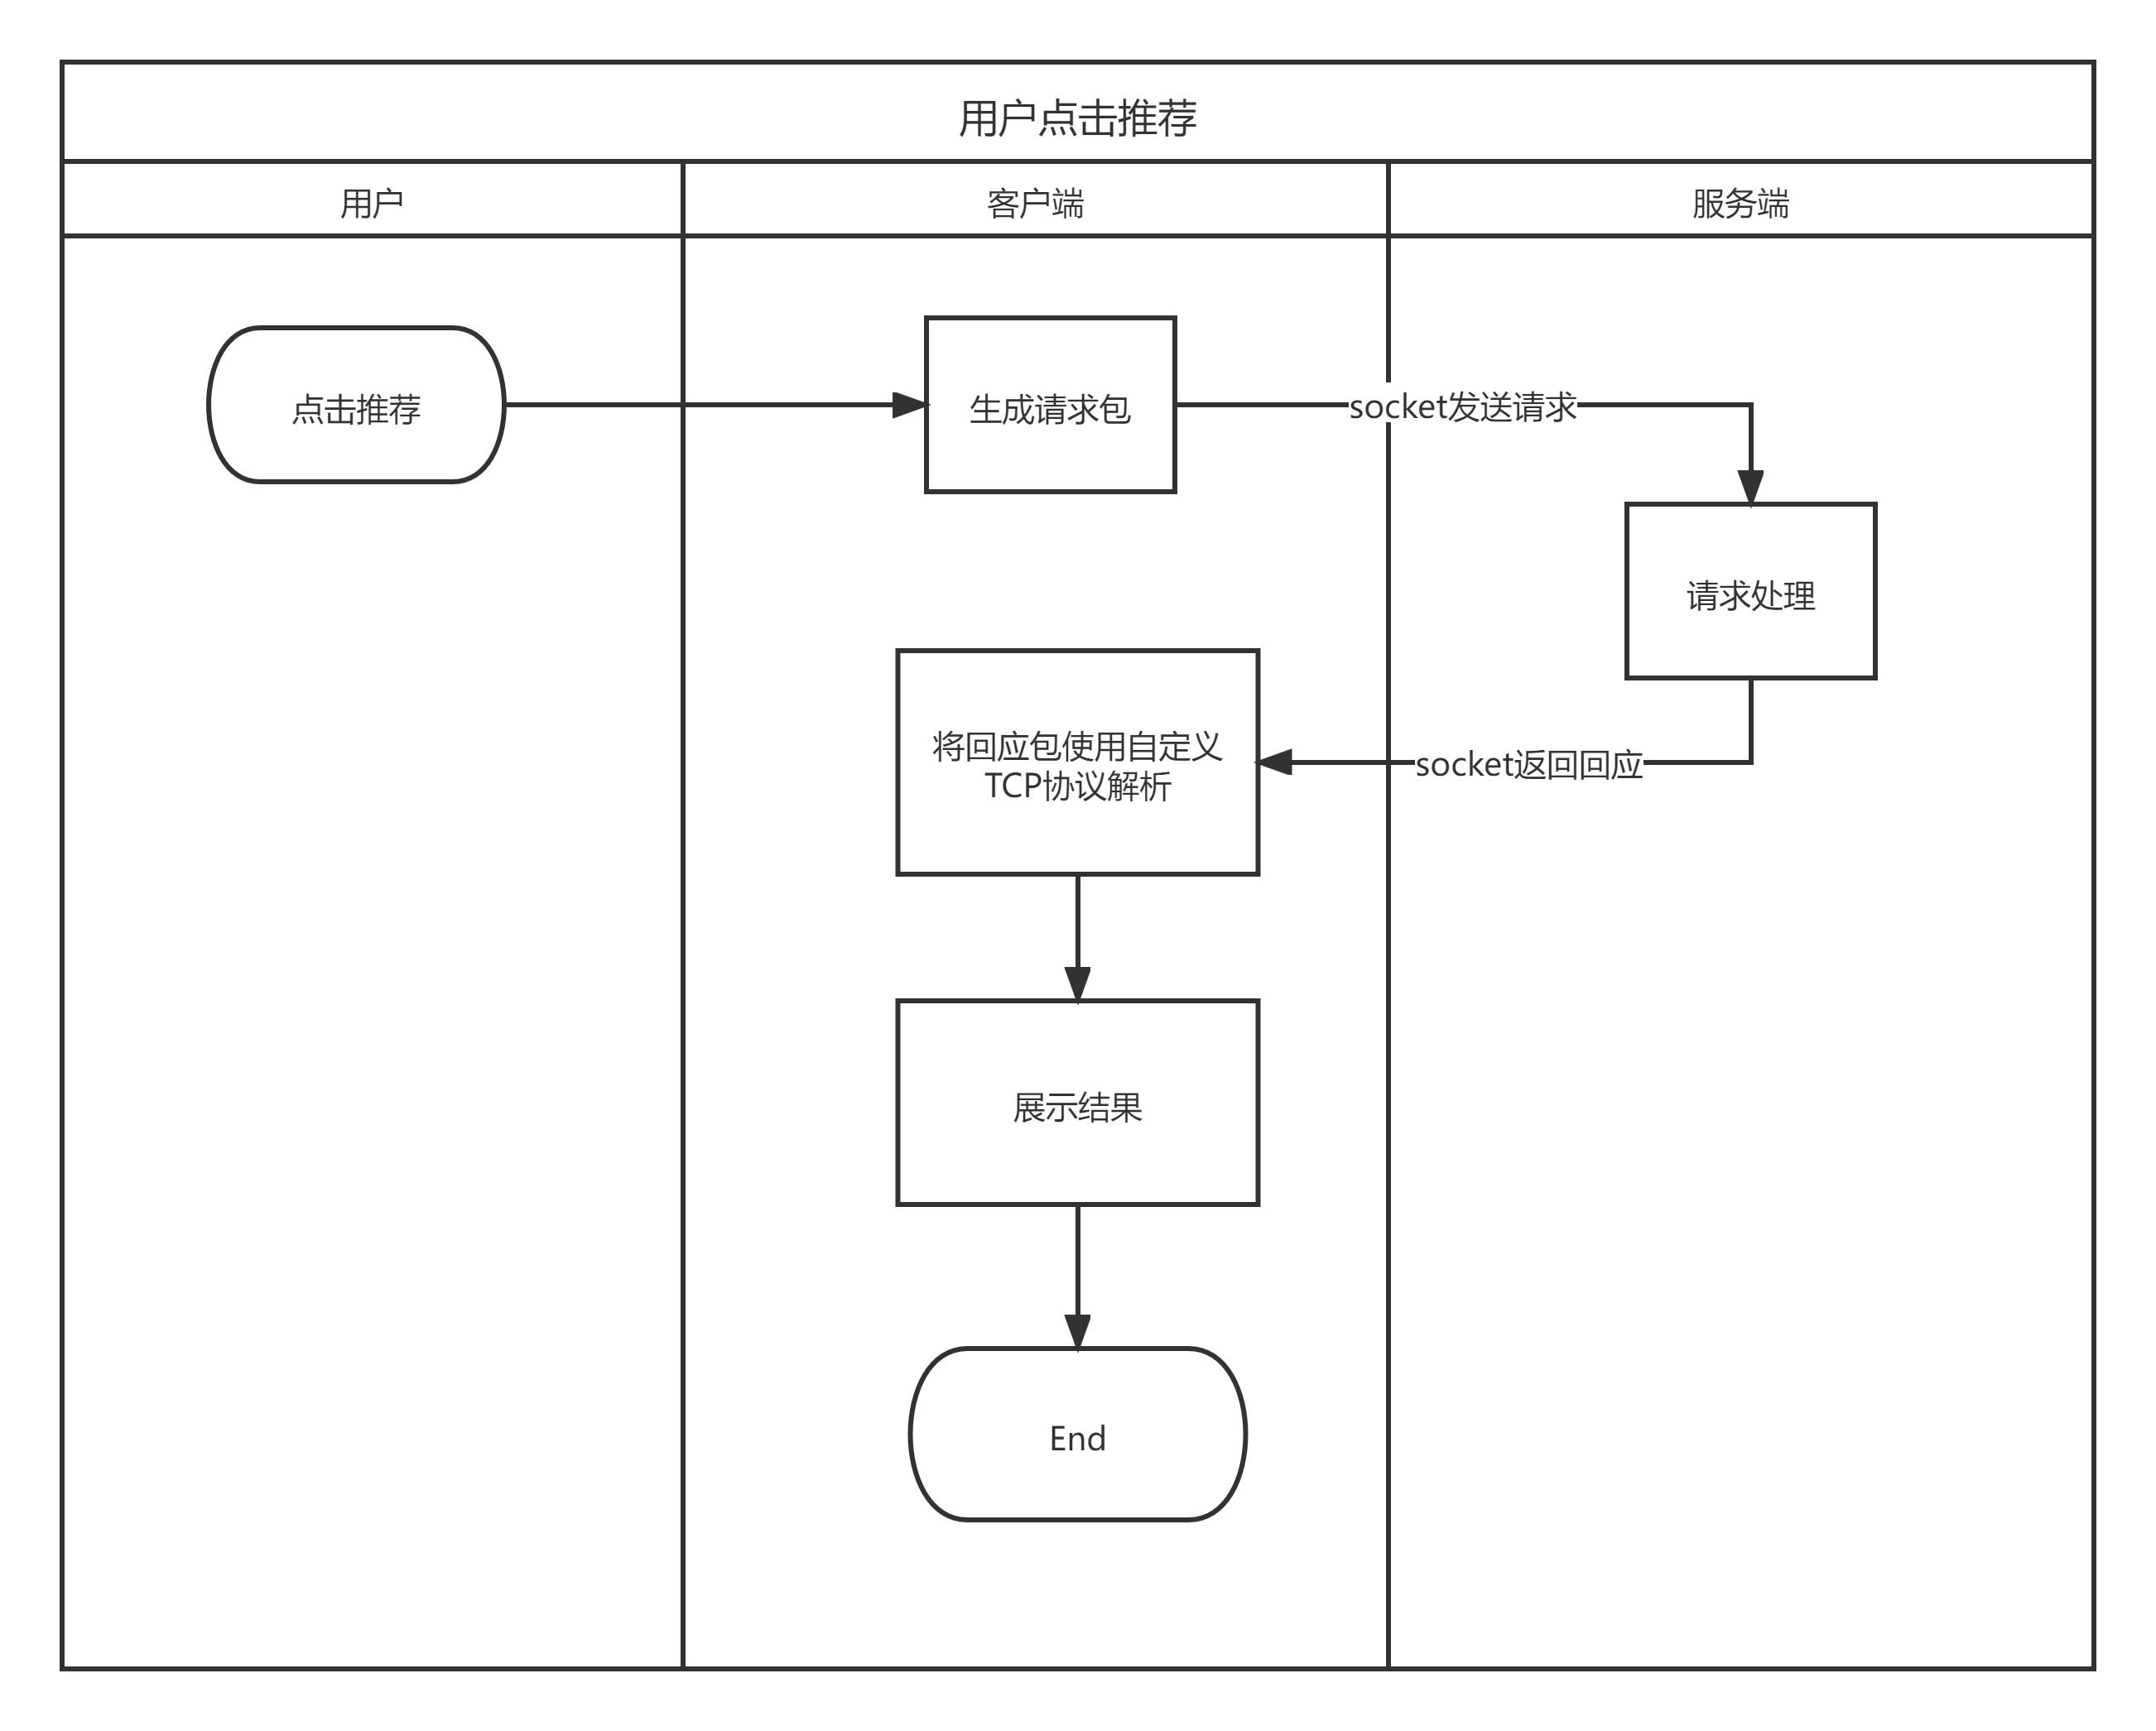 用户点击推荐
用户
客户端
服务端
点击推荐
生成请求包
socket发送请求
请求处理
将回应包使用自定义
TCP协议解析
socket返回回应
展示结果
End